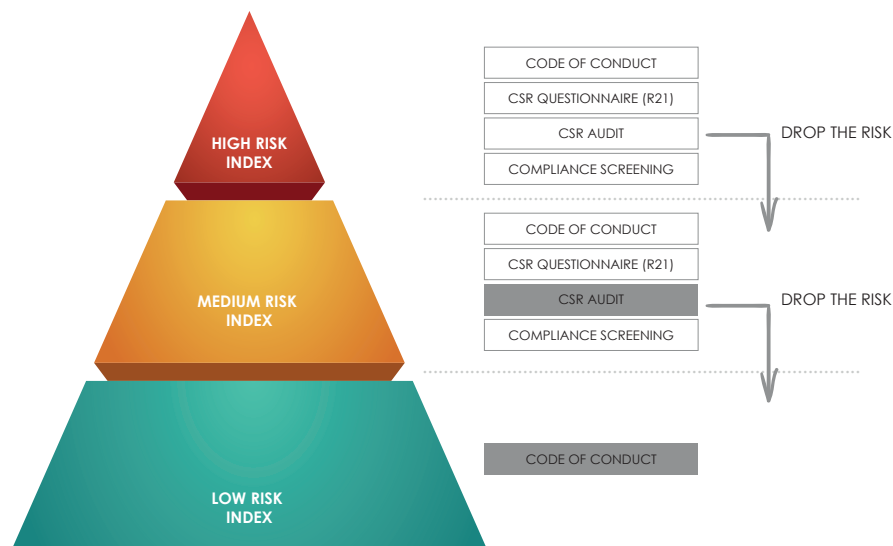 HIGH RISK
INDEX
CODE OF CONDUCT
CSR QUESTIONNAIRE (R21)
CSR AUDIT
COMPLIANCE SCREENING
DROP THE RISK
MEDIUM RISK
INDEX
CODE OF CONDUCT
CSR QUESTIONNAIRE (R21)
CSR AUDIT
COMPLIANCE SCREENING
DROP THE RISK
LOW RISK
INDEX
CODE OF CONDUCT